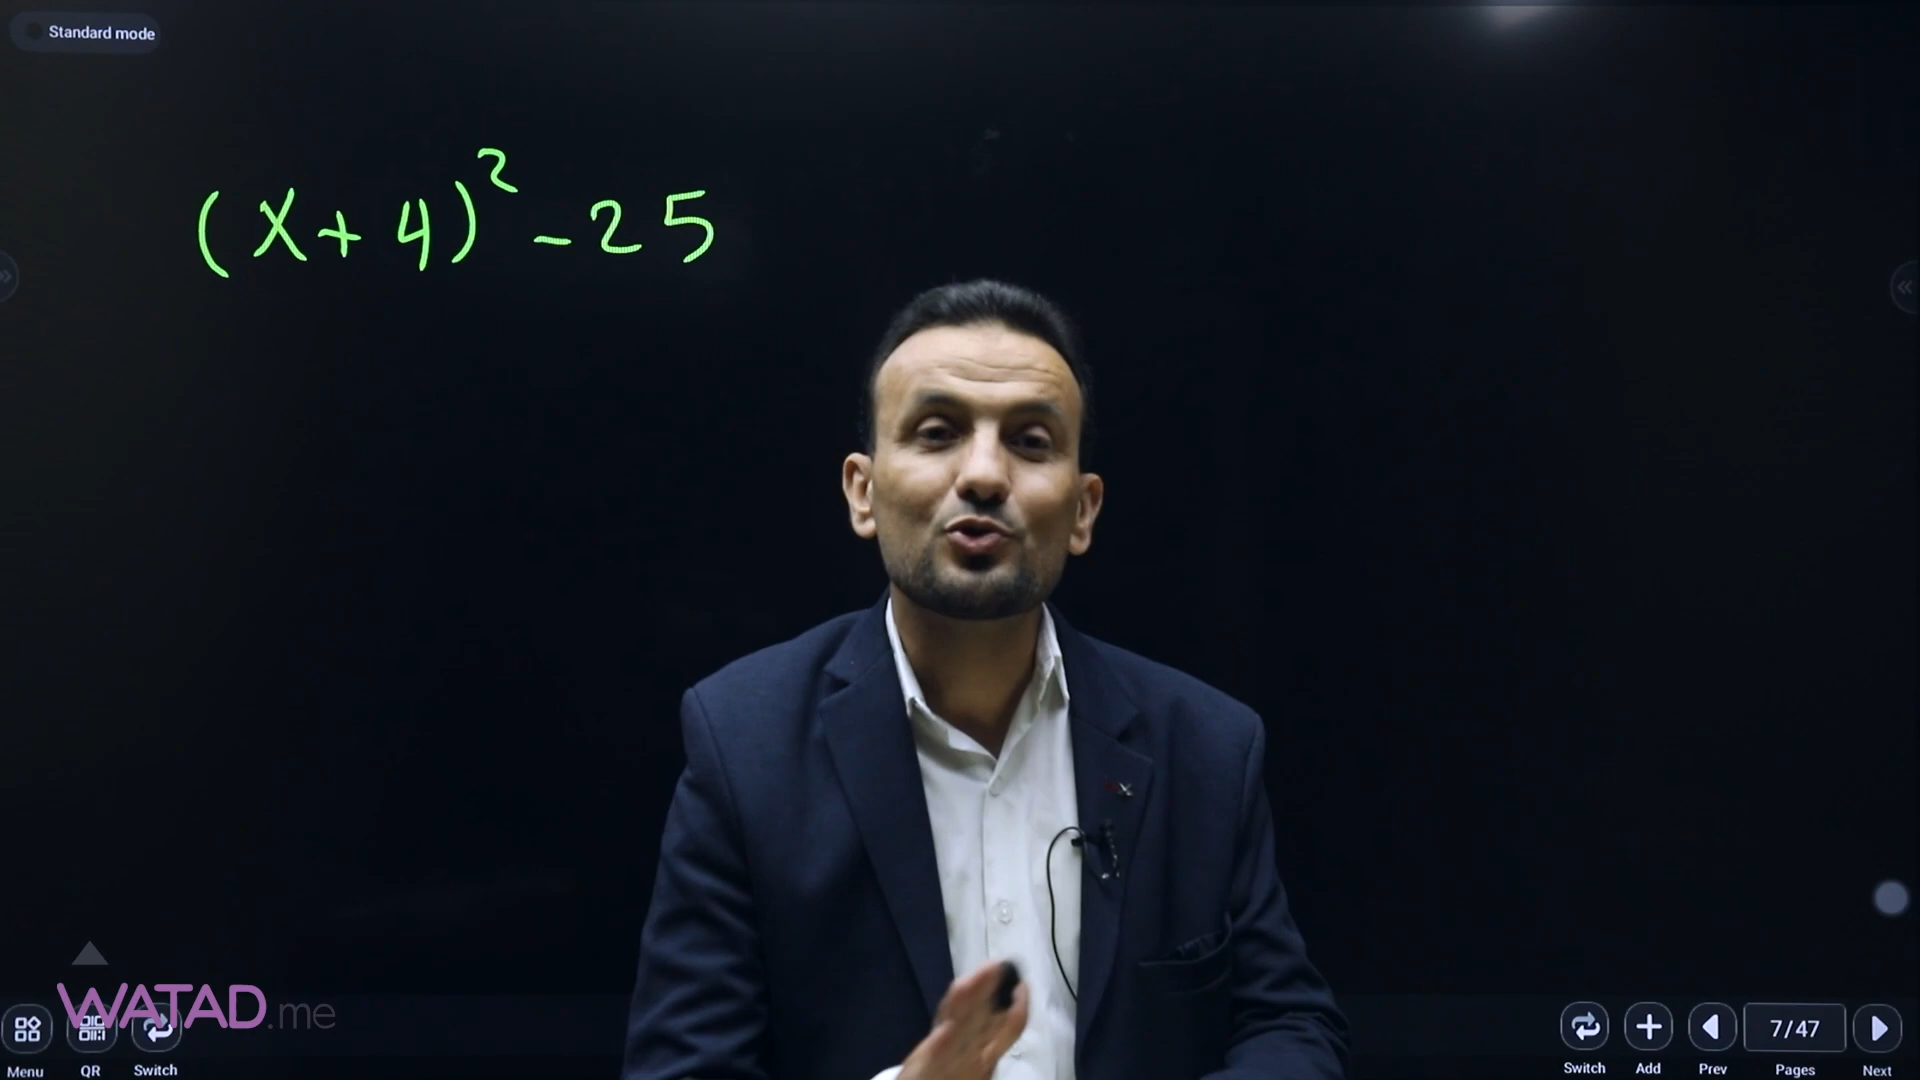 Standard mode
(x+4)² -25
WATAD.me
Menu QR Switch
Switch Add Prev 7/47 Pages Next